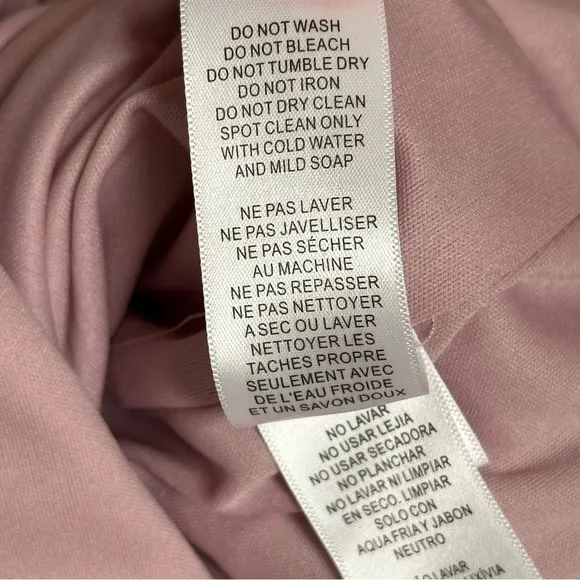 DO NOT WASH
DO NOT BLEACH
DO NOT TUMBLE DRY
DO NOT IRON
DO NOT DRY CLEAN
SPOT CLEAN ONLY
WITH COLD WATER
AND MILD SOAP
NE PAS LAVER
NE PAS JAVELLISER
NE PAS SÉCHER
AU MACHINE
NE PAS REPASSER
NE PAS NETTOYER
A SEC OU LAVER
NETTOYER LES
TACHES PROPRE
SEULEMENT AVEC
DE L'EAU FROIDE
ET UN SAVON DOUX
NO LAVAR
NO USAR LEJIA
NO USAR SECADORA
NO PLANCHAR
NO LAVAR NI LIMPIAR
EN SECO. LIMPIAR
SOLO CON
AQUA FRIA Y JABON
NEUTRO
LAVAR